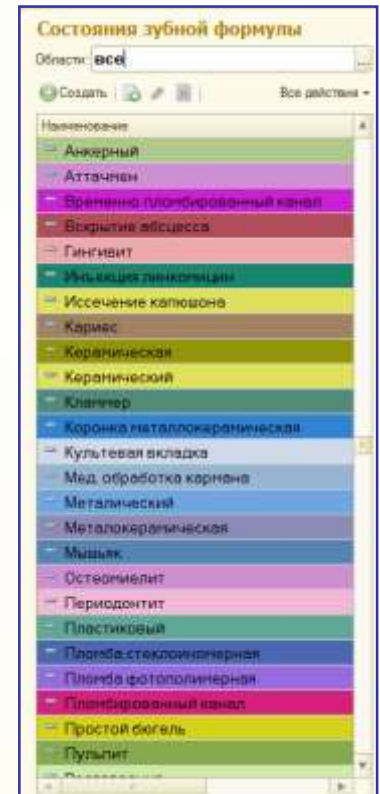 Состояния зубной формулы
Области: все ...
Создать Все действия
Наименование
Анкерный
Аттачмен
Временно пломбированный канал
Вскрытие абсцесса
Гингивит
Инъекция линкомицин
Иссечение капюшона
Кариес
Керамическая
Керамический
Кламмер
Коронка металлокерамическая
Культевая вкладка
Мед. обработка кармана
Металический
Металокерамическая
Мышьяк
Остеомиелит
Периодонтит
Пластиковый
Пломба стеклоиномерная
Пломба фотополимерная
Пломбированный канал
Простой бюгель
Пульпит